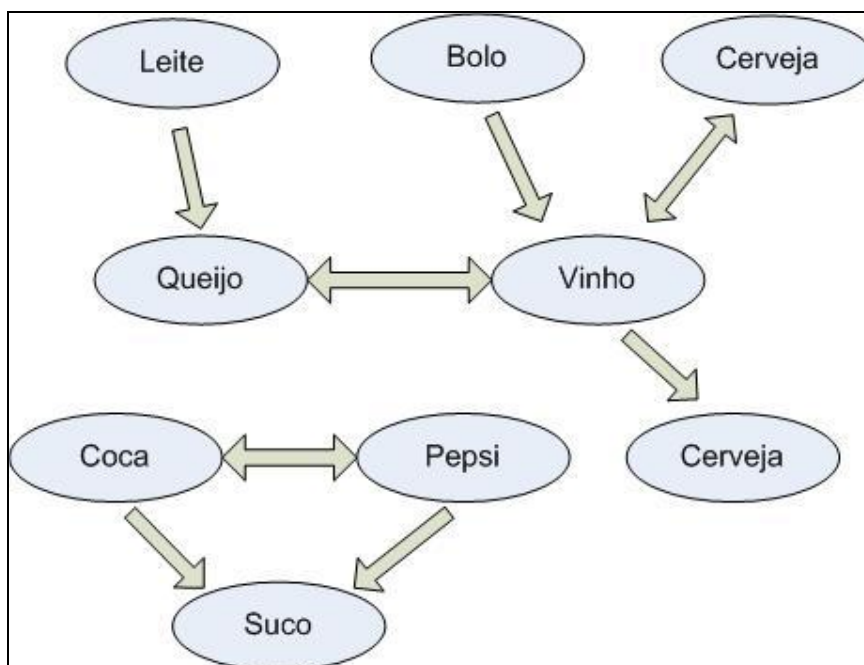 Leite
Bolo
Cerveja
Queijo
Vinho
Coca
Pepsi
Cerveja
Suco